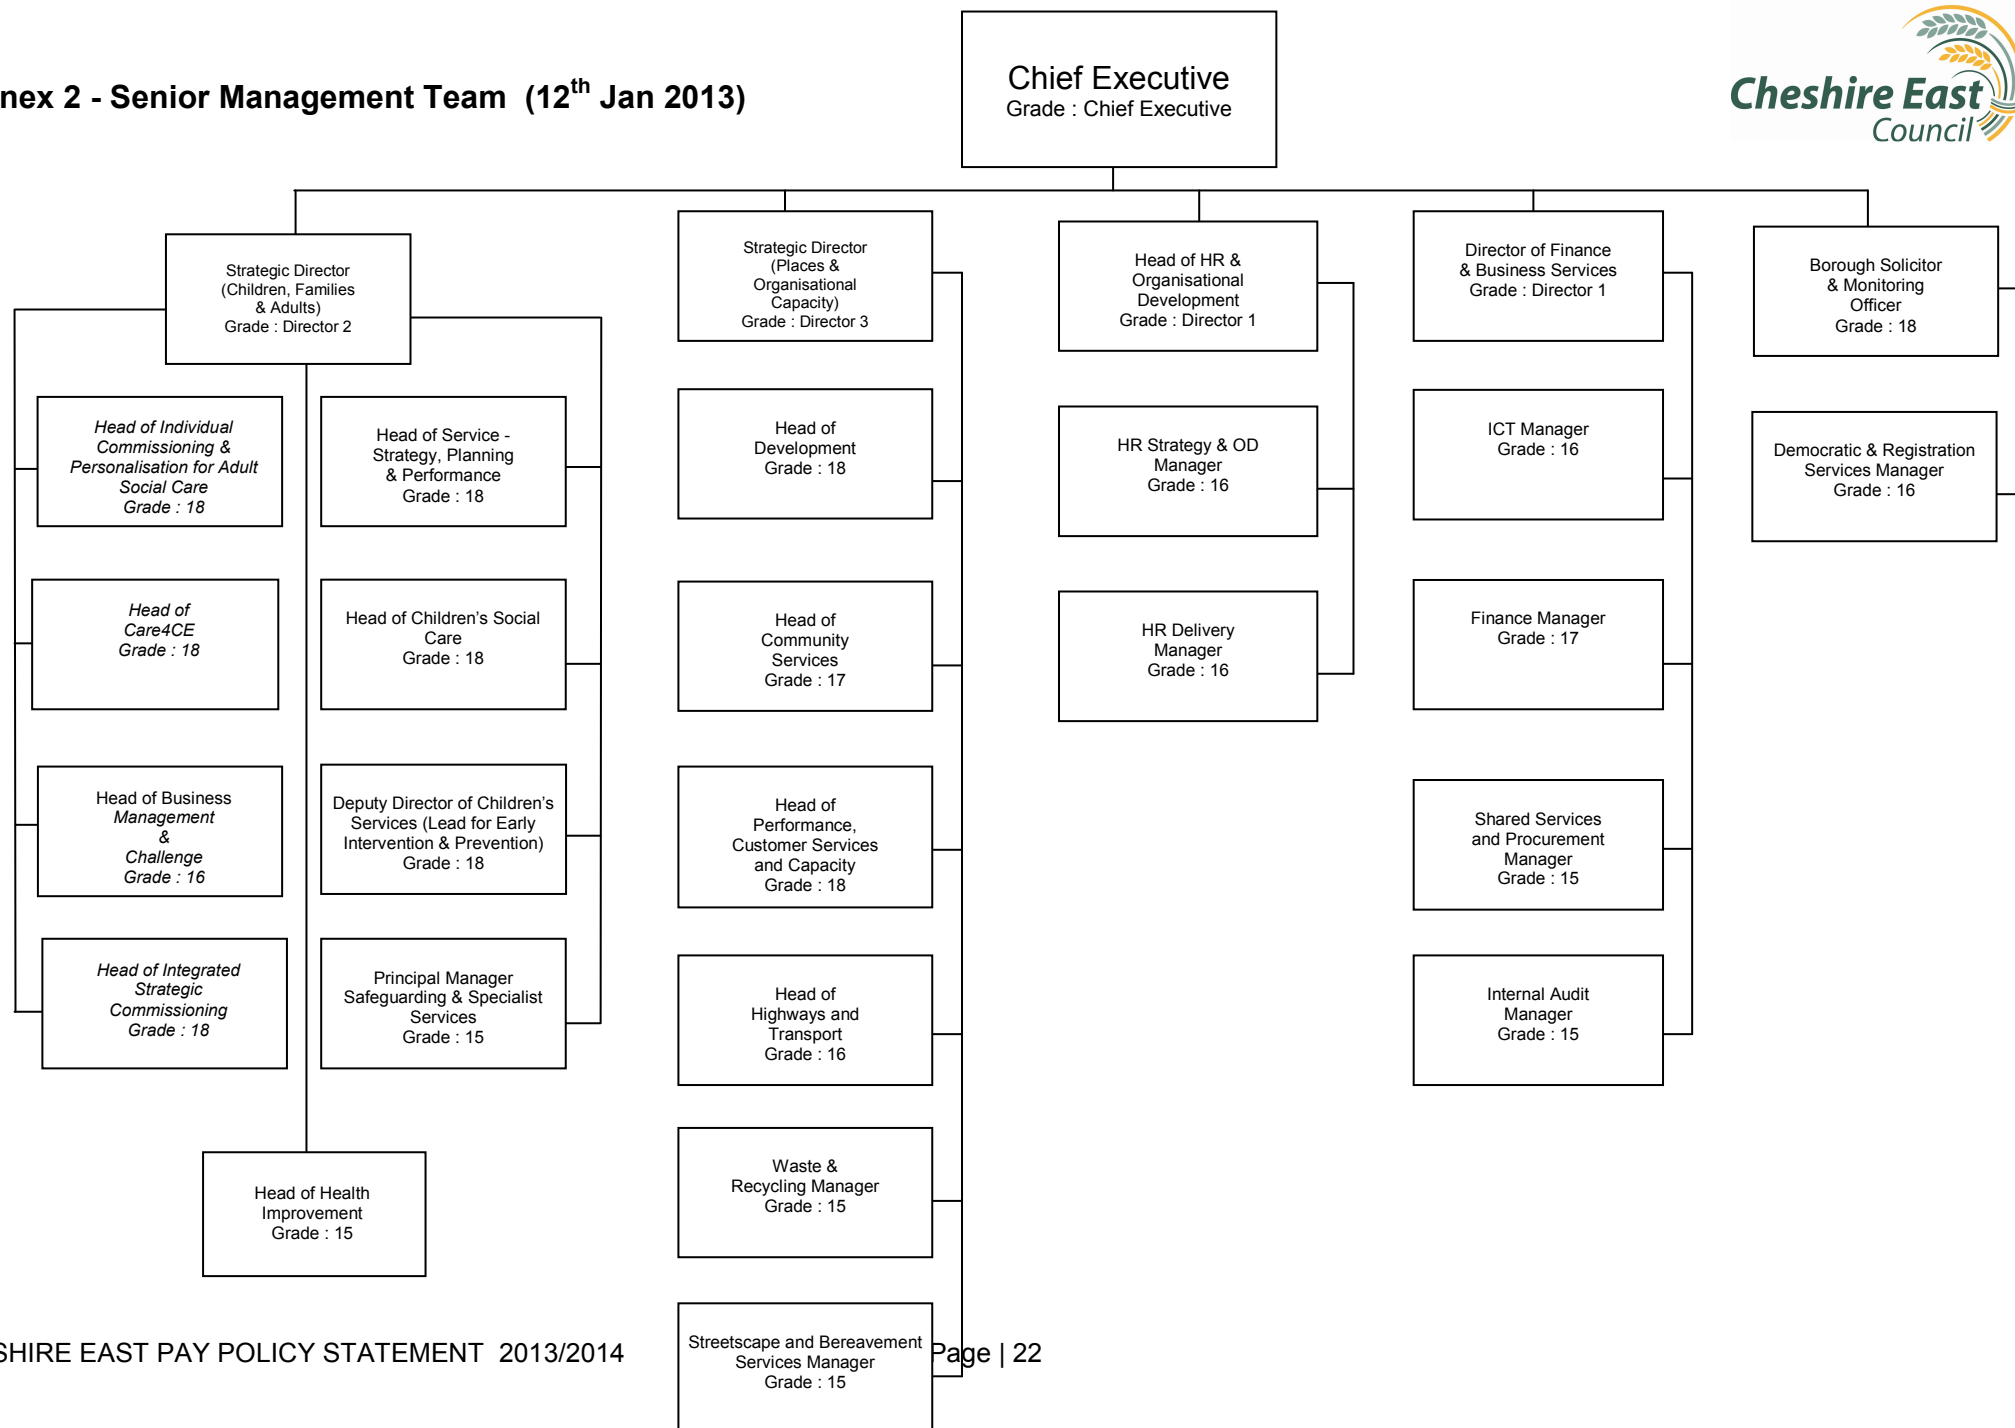 nex 2 - Senior Management Team (12th Jan 2013)
Chief Executive
Grade : Chief Executive
Cheshire East
Council
Strategic Director
(Children, Families
& Adults)
Grade : Director 2
Head of Individual
Commissioning &
Personalisation for Adult
Social Care
Grade : 18
Head of
Care4CE
Grade : 18
Head of Business
Management
&
Challenge
Grade : 16
Head of Integrated
Strategic
Commissioning
Grade : 18
Head of Service -
Strategy, Planning
& Performance
Grade : 18
Head of Children’s Social
Care
Grade : 18
Deputy Director of Children’s
Services (Lead for Early
Intervention & Prevention)
Grade : 18
Principal Manager
Safeguarding & Specialist
Services
Grade : 15
Head of Health
Improvement
Grade : 15
Strategic Director
(Places &
Organisational
Capacity)
Grade : Director 3
Head of
Development
Grade : 18
Head of
Community
Services
Grade : 17
Head of
Performance,
Customer Services
and Capacity
Grade : 18
Head of
Highways and
Transport
Grade : 16
Waste &
Recycling Manager
Grade : 15
Streetscape and Bereavement
Services Manager
Grade : 15
Head of HR &
Organisational
Development
Grade : Director 1
HR Strategy & OD
Manager
Grade : 16
HR Delivery
Manager
Grade : 16
Director of Finance
& Business Services
Grade : Director 1
ICT Manager
Grade : 16
Finance Manager
Grade : 17
Shared Services
and Procurement
Manager
Grade : 15
Internal Audit
Manager
Grade : 15
Borough Solicitor
& Monitoring
Officer
Grade : 18
Democratic & Registration
Services Manager
Grade : 16
SHIRE EAST PAY POLICY STATEMENT 2013/2014
Page | 22